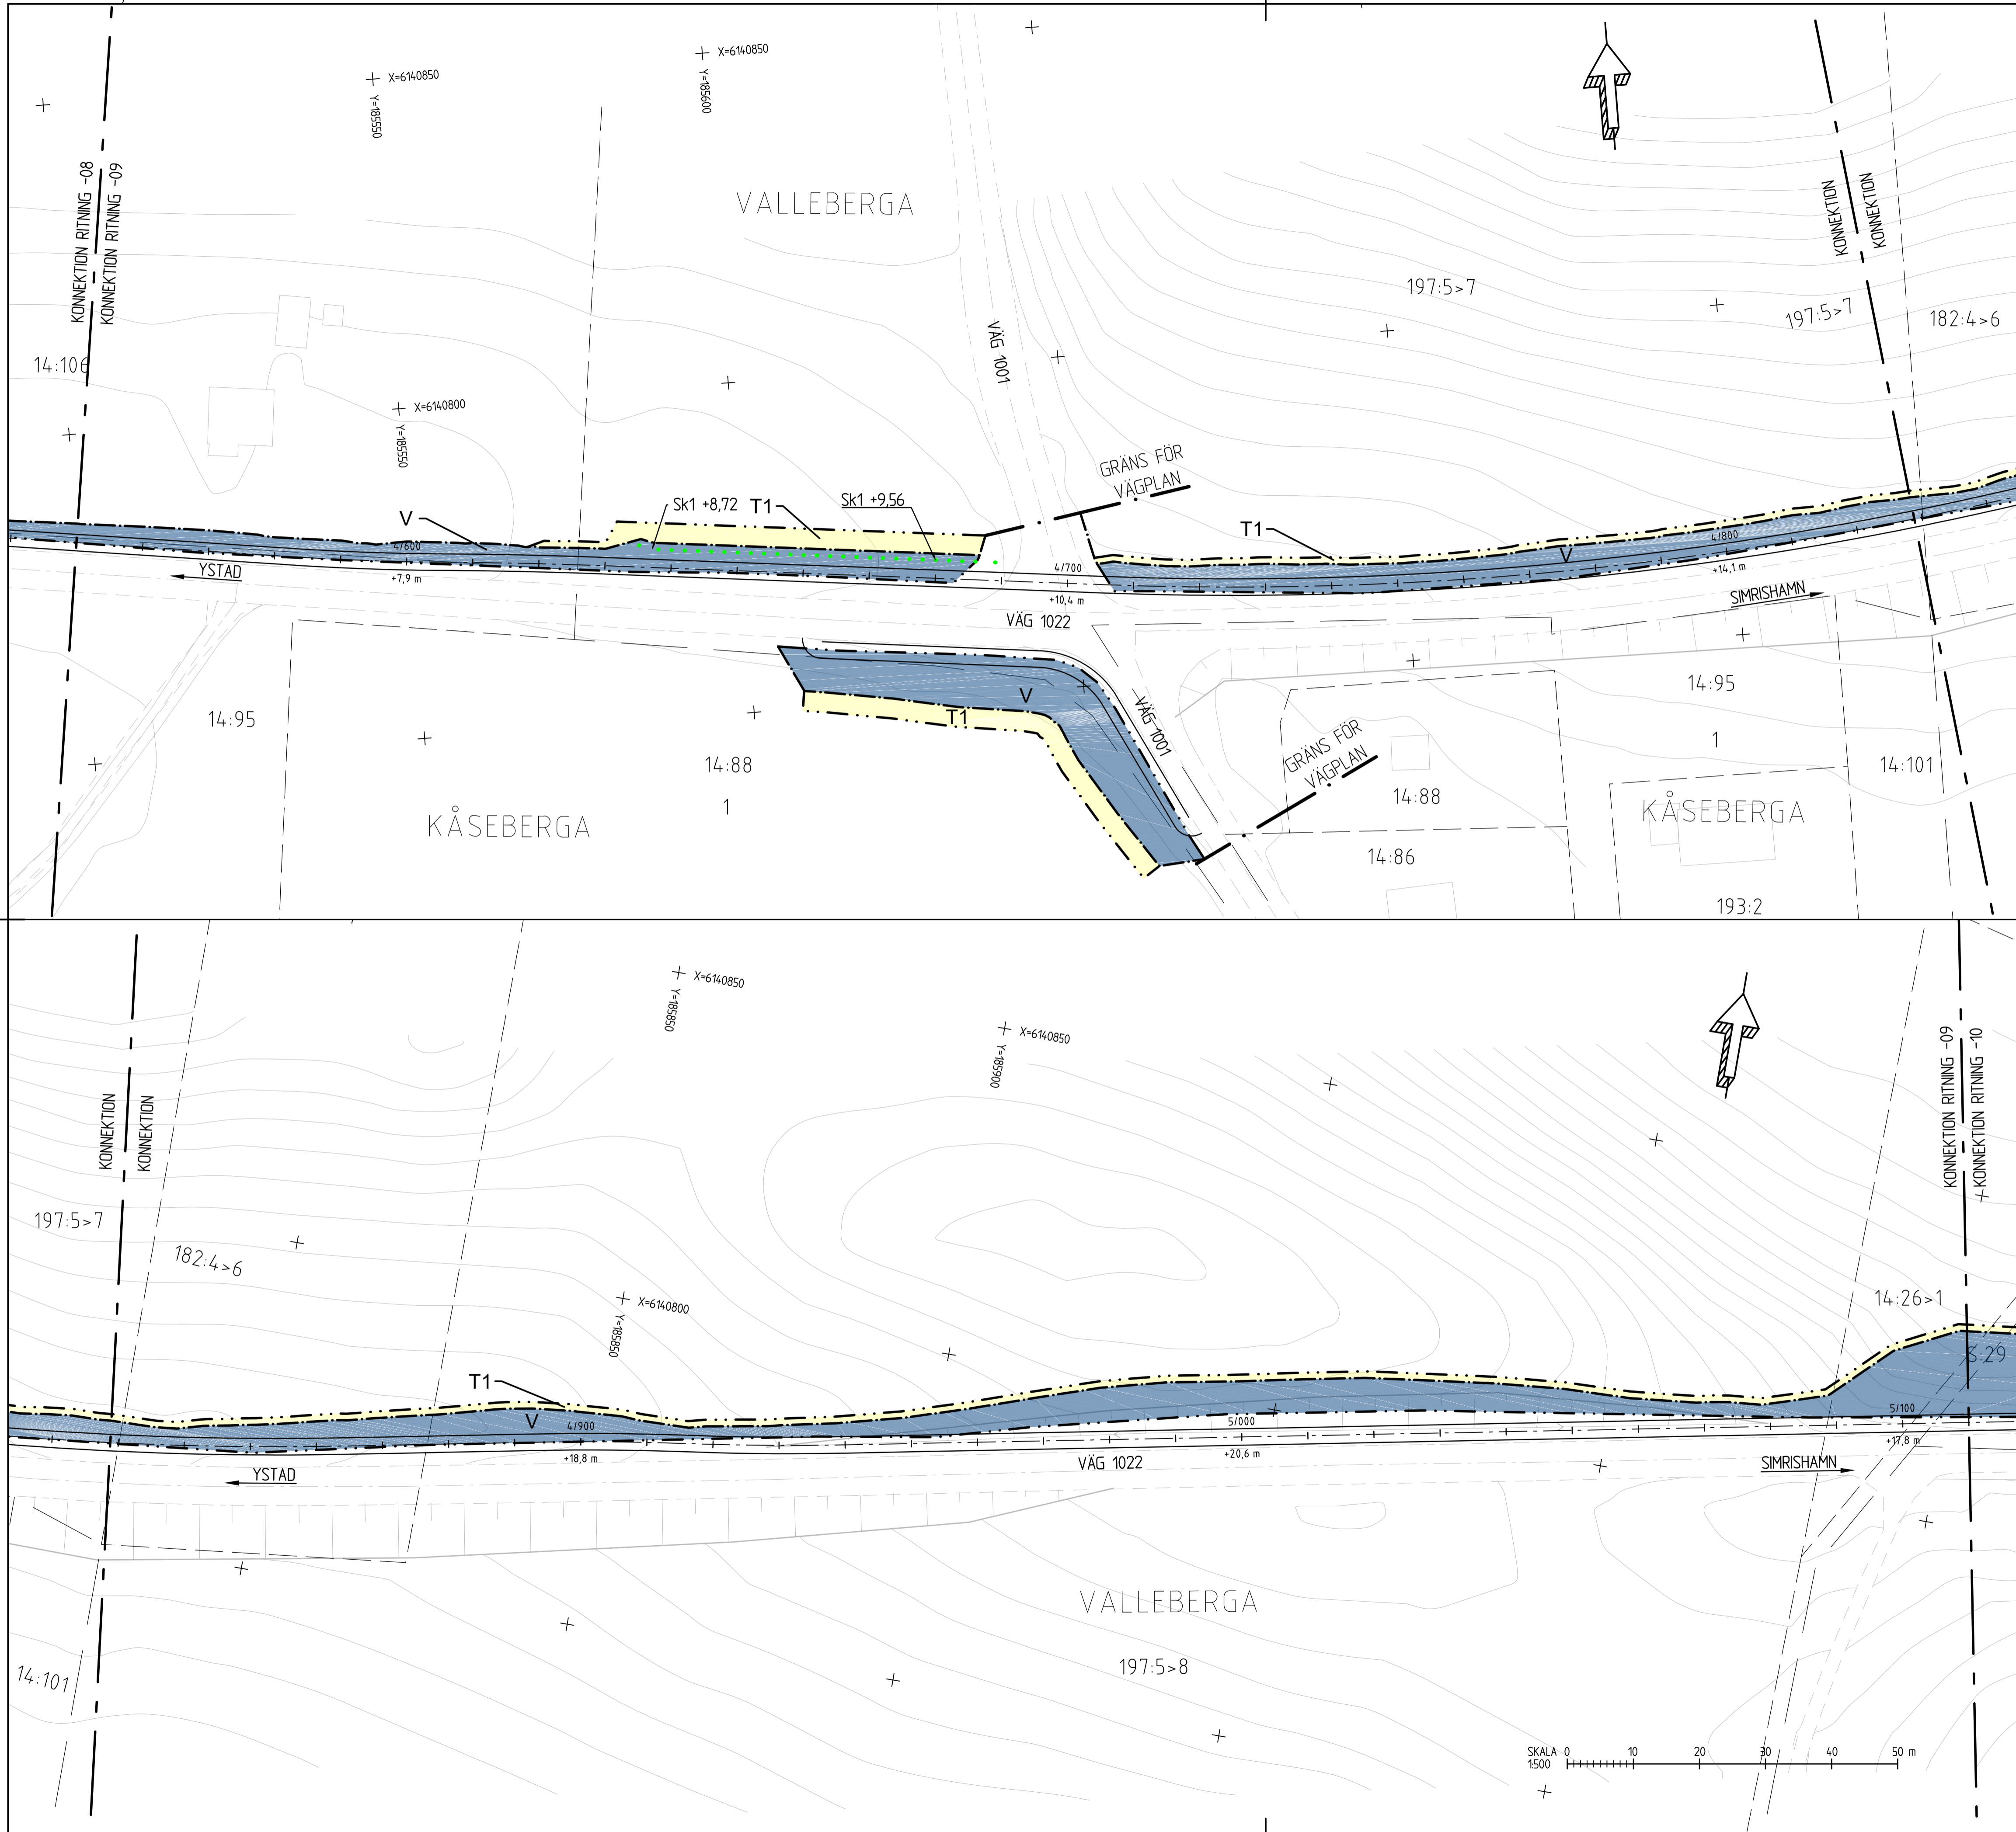 X=6140850
Y=185550
X=6140850
Y=185600
KONNEKTION RITNING -08
KONNEKTION RITNING -09
VALLEBERGA
KONNEKTION
KONNEKTION
197:5>7
197:5>7
182:4>6
VÄG 1001
14:106
X=6140800
Y=185550
GRÄNS FÖR
VÄGPLAN
Sk1 +8,72
T1
Sk1 +9,56
V
T1
4/600
4/700
V
4/800
YSTAD
+7,9 m
+10,4 m
+14,1 m
VÄG 1022
SIMRISHAMN
V
T1
VÄG 1001
14:95
14:95
1
14:88
1
GRÄNS FÖR
VÄGPLAN
14:88
14:101
KÅSEBERGA
KÅSEBERGA
14:86
193:2
X=6140850
Y=185850
X=6140850
Y=185900
KONNEKTION RITNING -09
KONNEKTION RITNING -10
KONNEKTION
KONNEKTION
197:5>7
182:4>6
X=6140800
Y=185850
14:26>1
S:29
T1
V
4/900
5/000
5/100
+18,8 m
+20,6 m
+17,8 m
YSTAD
VÄG 1022
SIMRISHAMN
VALLEBERGA
197:5>8
14:101
SKALA 0 10 20 30 40 50 m
1:500